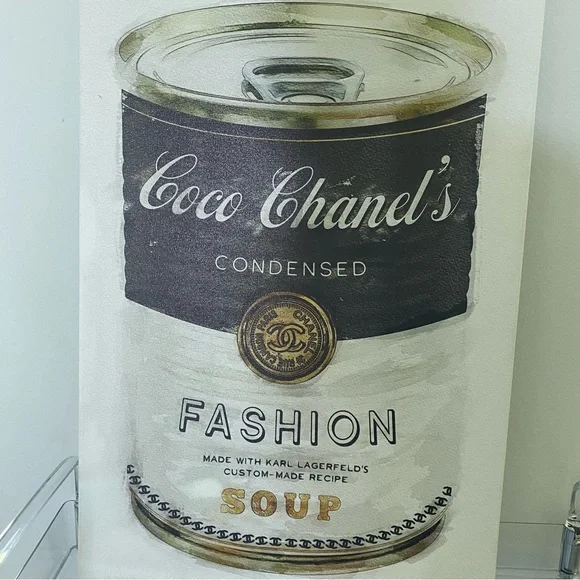 Coco Chanel's
CONDENSED
CHANEL
FASHION
MADE WITH KARL LAGERFELD'S
CUSTOM-MADE RECIPE
SOUP